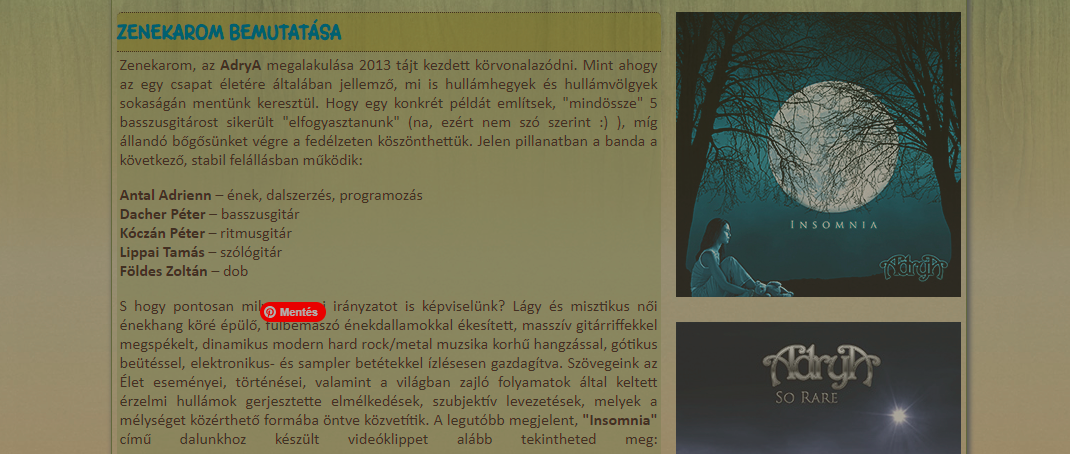 ZENEKAROM BEMUTATÁSA
Zenekarom, az AdryA megalakulása 2013 tájt kezdett körvonalazódni. Mint ahogy
az egy csapat életére általában jellemző, mi is hullámhegyek és hullámvölgyek
sokaságán mentünk keresztül. Hogy egy konkrét példát említsek, "mindössze" 5
basszusgitárost sikerült "elfogyasztanunk" (na, ezért nem szó szerint :) ), míg
állandó bőgősünket végre a fedélzeten köszönthettük. Jelen pillanatban a banda a
következő, stabil felállásban működik:
Antal Adrienn – ének, dalszerzés, programozás
Dacher Péter – basszusgitár
Kóczán Péter – ritmusgitár
Lippai Tamás – szólógitár
Földes Zoltán – dob
S hogy pontosan irányzatot is képviselünk? Lágy és misztikus női
Mentés
énekhang köré épülő, fülbemászó énekdallamokkal ékesített, masszív gitárriffekkel
megspékelt, dinamikus modern hard rock/metal muzsika korhű hangzással, gótikus
beütéssel, elektronikus- és sampler betétekkel ízlésesen gazdagítva. Szövegeink az
Élet eseményei, történései, valamint a világban zajló folyamatok által keltett
érzelmi hullámok gerjesztette elmélkedések, szubjektív levezetések, melyek a
mélységet közérthető formába öntve közvetítik. A legutóbb megjelent, "Insomnia"
című dalunkhoz készült videóklippet alább tekintheted meg:
INSOMNIA
AdryA
AdryA
SO RARE